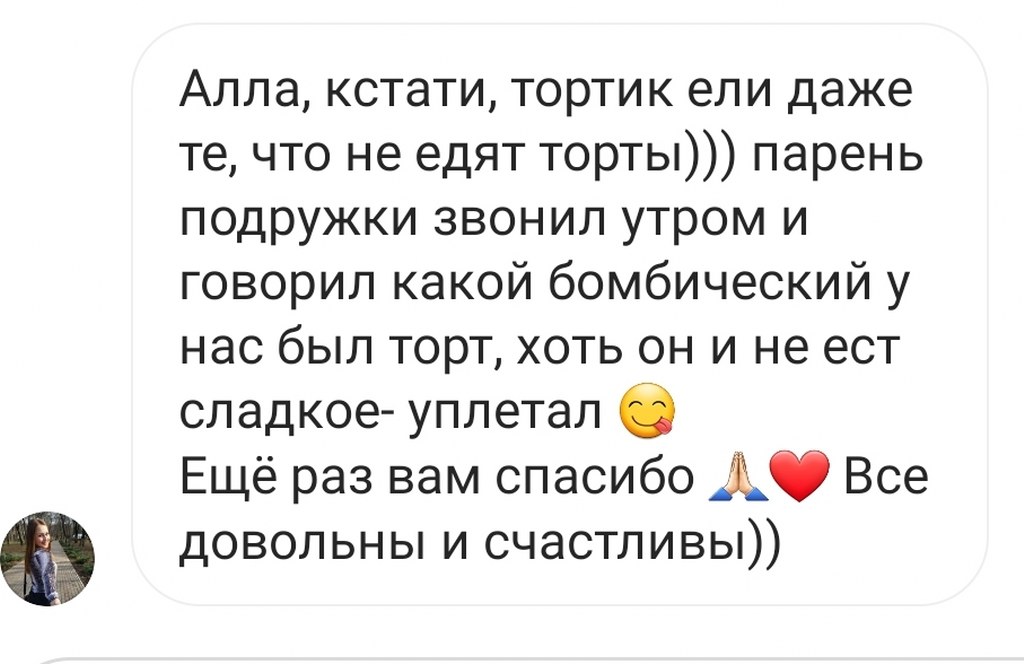 Алла, кстати, тортик ели даже
те, что не едят торты))) парень
подружки звонил утром и
говорил какой бомбический у
нас был торт, хоть он и не ест
сладкое- уплетал 😋
Ещё раз вам спасибо 🙏🏻❤️ Все
довольны и счастливы))